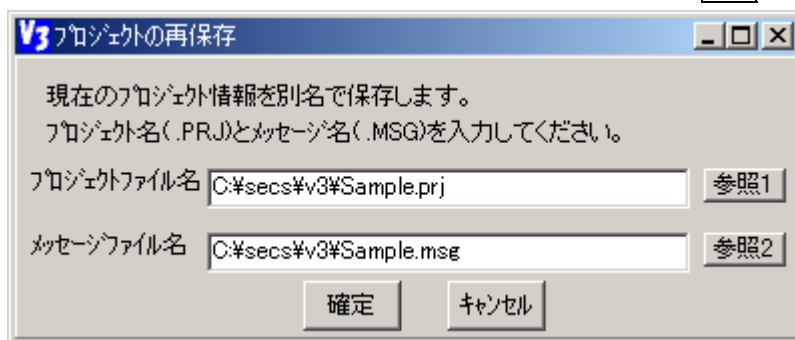 V3 ﾌﾟﾛｼﾞｪｸﾄの再保存
現在のﾌﾟﾛｼﾞｪｸﾄ情報を別名で保存します。
ﾌﾟﾛｼﾞｪｸﾄ名(.PRJ)とﾒｯｾｰｼﾞ名(.MSG)を入力してください。
ﾌﾟﾛｼﾞｪｸﾄﾌｧｲﾙ名 C:¥secs¥v3¥Sample.prj 参照1
ﾒｯｾｰｼﾞﾌｧｲﾙ名 C:¥secs¥v3¥Sample.msg 参照2
確定 ｷｬﾝｾﾙ